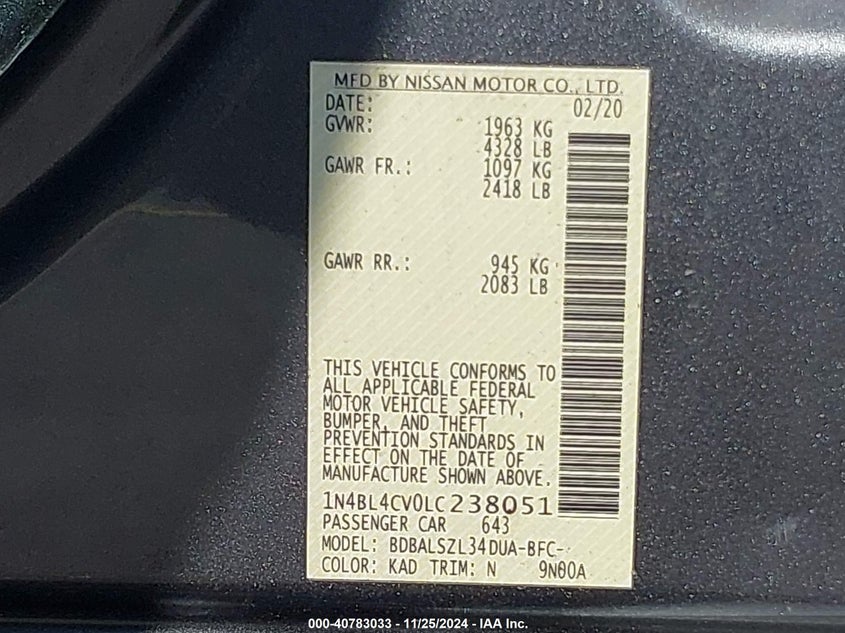 MFD BY NISSAN MOTOR CO., LTD.
DATE: 02/20
GVWR: 1963 KG
4328 LB
GAWR FR.: 1097 KG
2418 LB
GAWR RR.: 945 KG
2083 LB
THIS VEHICLE CONFORMS TO
ALL APPLICABLE FEDERAL
MOTOR VEHICLE SAFETY,
BUMPER, AND THEFT
PREVENTION STANDARDS IN
EFFECT ON THE DATE OF
MANUFACTURE SHOWN ABOVE.
1N4BL4CV0LC238051
PASSENGER CAR 643
MODEL: BDBALSZL34DUA-BFC-
COLOR: KAD TRIM: N 9N00A
000-40783033 - 11/25/2024 - IAA Inc.